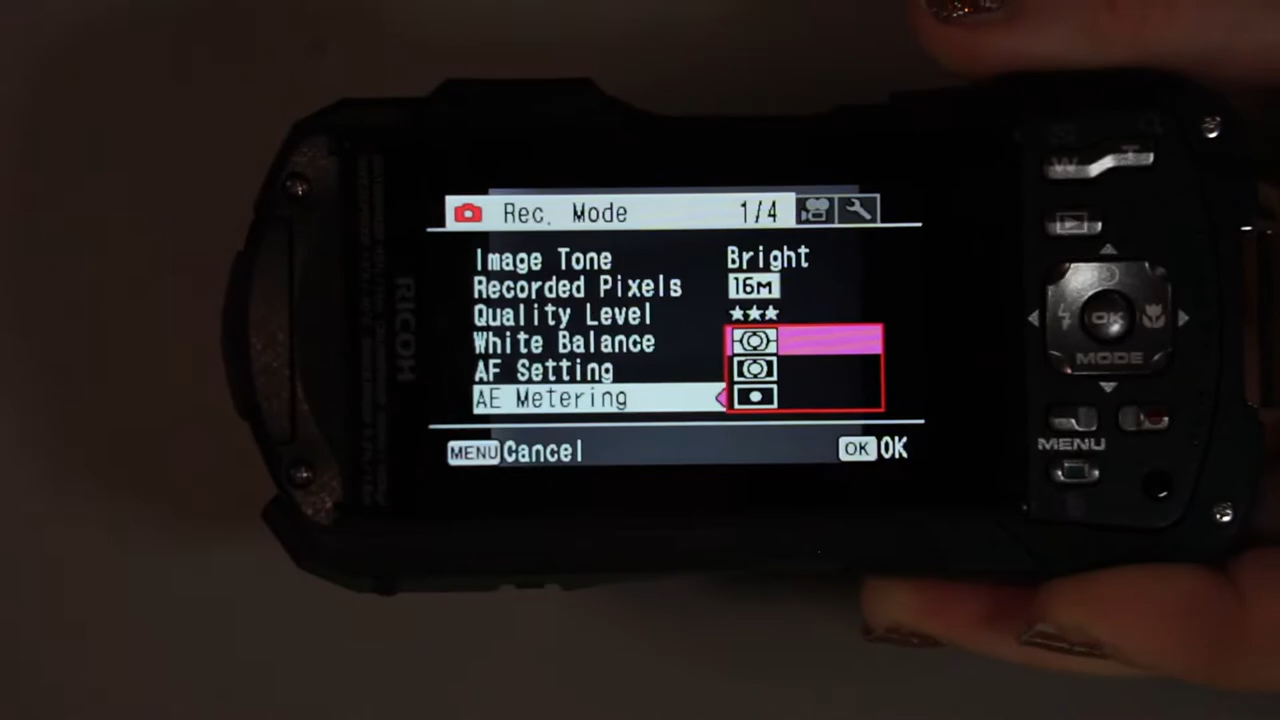 W T
Rec. Mode 1/4
Image Tone Bright
Recorded Pixels 16M
Quality Level ★★★
White Balance
AF Setting
AE Metering
MENU Cancel OK OK
RICOH
OK
MODE
MENU